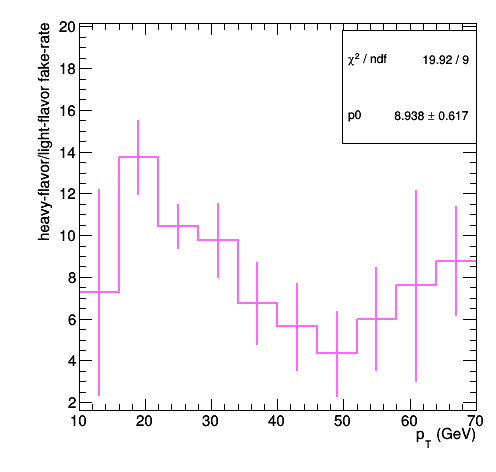 heavy-flavor/light-flavor fake-rate
χ² / ndf 19.92 / 9
p0 8.938 ± 0.617
20
18
16
14
12
10
8
6
4
2
10 20 30 40 50 60 70
p_T (GeV)